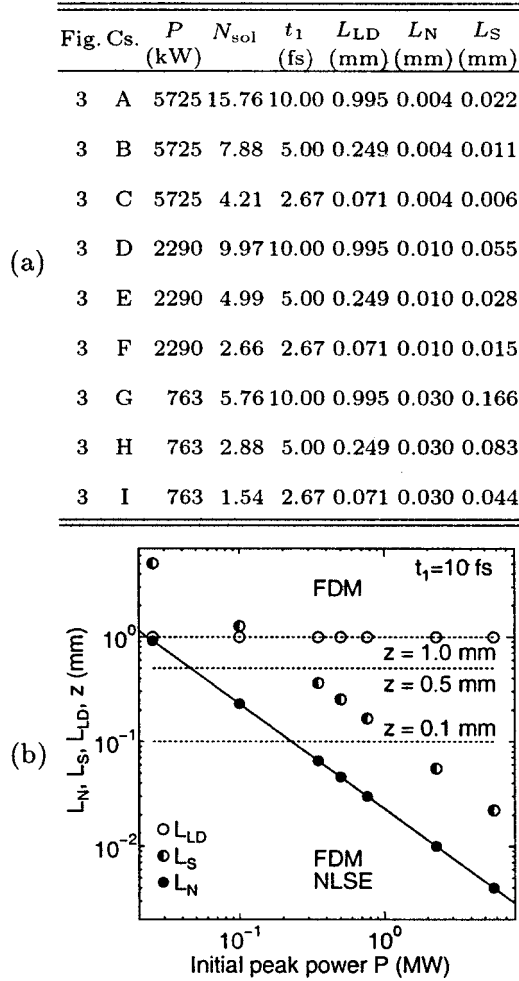 Fig. Cs. P N_sol t_1 L_LD L_N L_S
(kW) (fs) (mm) (mm) (mm)
3 A 5725 15.76 10.00 0.995 0.004 0.022
3 B 5725 7.88 5.00 0.249 0.004 0.011
3 C 5725 4.21 2.67 0.071 0.004 0.006
3 D 2290 9.97 10.00 0.995 0.010 0.055
(a)
3 E 2290 4.99 5.00 0.249 0.010 0.028
3 F 2290 2.66 2.67 0.071 0.010 0.015
3 G 763 5.76 10.00 0.995 0.030 0.166
3 H 763 2.88 5.00 0.249 0.030 0.083
3 I 763 1.54 2.67 0.071 0.030 0.044
t_1=10 fs
FDM
10^0
z = 1.0 mm
z = 0.5 mm
z = 0.1 mm
(b)
L_N, L_S, L_LD, z (mm)
10^-1
10^-2
L_LD
L_S
L_N
FDM
NLSE
10^-1 10^0
Initial peak power P (MW)